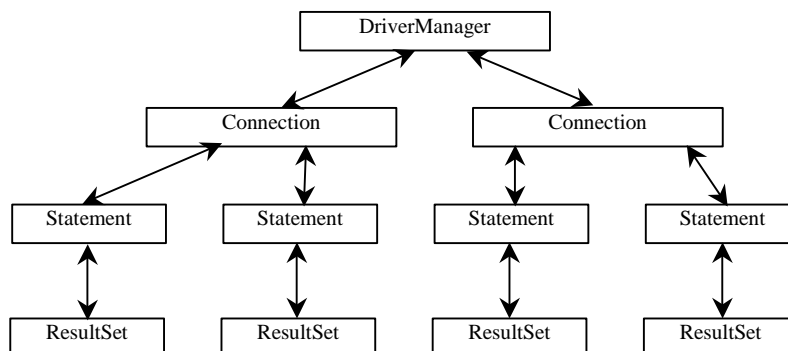 DriverManager
Connection
Connection
Statement
Statement
Statement
Statement
ResultSet
ResultSet
ResultSet
ResultSet